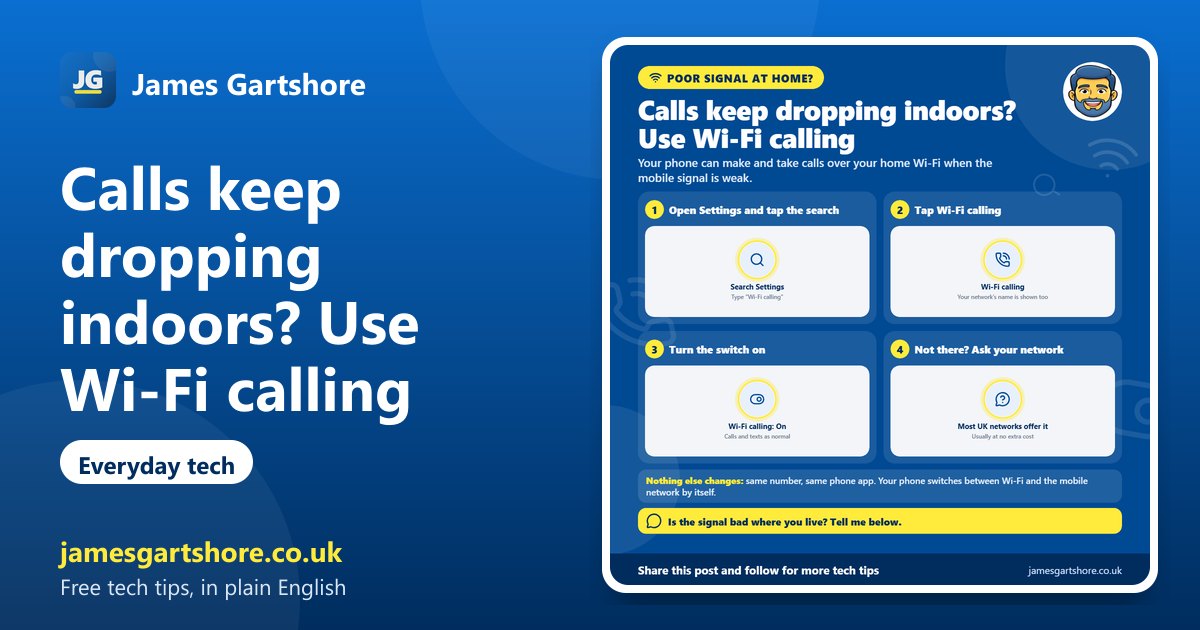 JG
James Gartshore
Calls keep
dropping
indoors? Use
Wi-Fi calling
Everyday tech
jamesgartshore.co.uk
Free tech tips, in plain English
POOR SIGNAL AT HOME?
Calls keep dropping indoors?
Use Wi-Fi calling
Your phone can make and take calls over your home Wi-Fi when the
mobile signal is weak.
1 Open Settings and tap the search
Search Settings
Type "Wi-Fi calling"
2 Tap Wi-Fi calling
Wi-Fi calling
Your network's name is shown too
3 Turn the switch on
Wi-Fi calling: On
Calls and texts as normal
4 Not there? Ask your network
Most UK networks offer it
Usually at no extra cost
Nothing else changes: same number, same phone app. Your phone switches between Wi-Fi and the mobile
network by itself.
Is the signal bad where you live? Tell me below.
Share this post and follow for more tech tips
jamesgartshore.co.uk